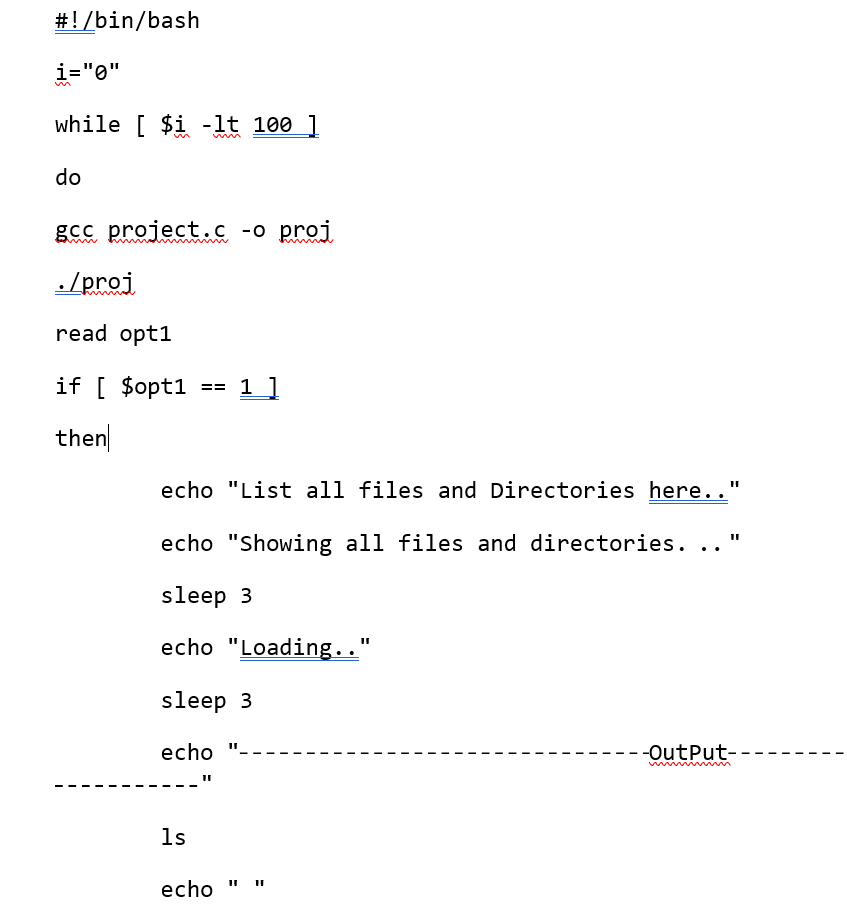 #!/bin/bash
i="0"
while [ $i -lt 100 ]
do
gcc project.c -o proj
./proj
read opt1
if [ $opt1 == 1 ]
then
echo "List all files and Directories here.."
echo "Showing all files and directories. .. "
sleep 3
echo "Loading.."
sleep 3
echo "-------------------------------OutPut---------
-----------"
ls
echo " "